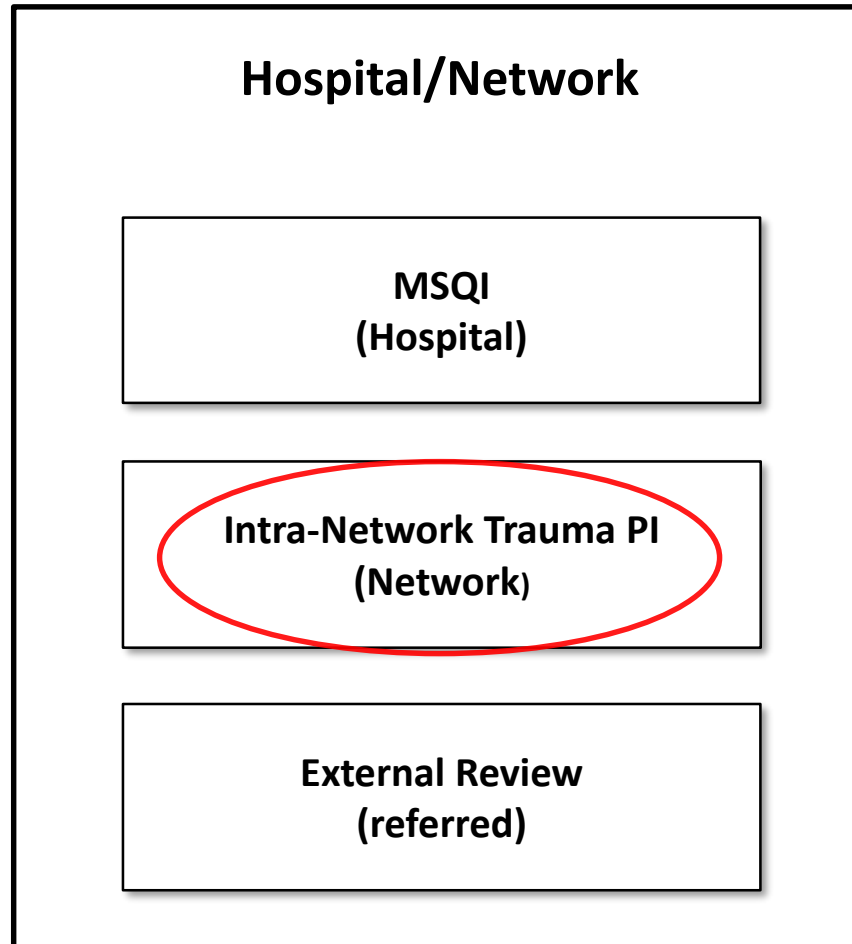 Hospital/Network
MSQI
(Hospital)
Intra-Network Trauma PI
(Network)
External Review
(referred)